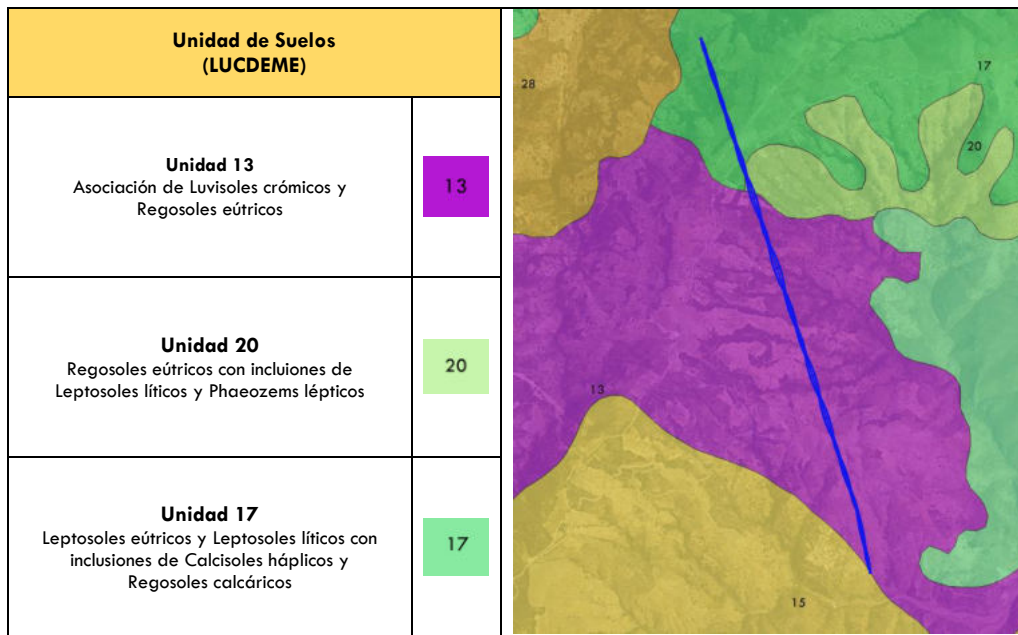 Unidad de Suelos
(LUCDEME)
Unidad 13
Asociación de Luvisoles crómicos y
Regosoles eútricos
13
Unidad 20
Regosoles eútricos con incluiones de
Leptosoles líticos y Phaeozems lépticos
20
Unidad 17
Leptosoles eútricos y Leptosoles líticos con
inclusiones de Calcisoles háplicos y
Regosoles calcáricos
17
28
17
20
13
15